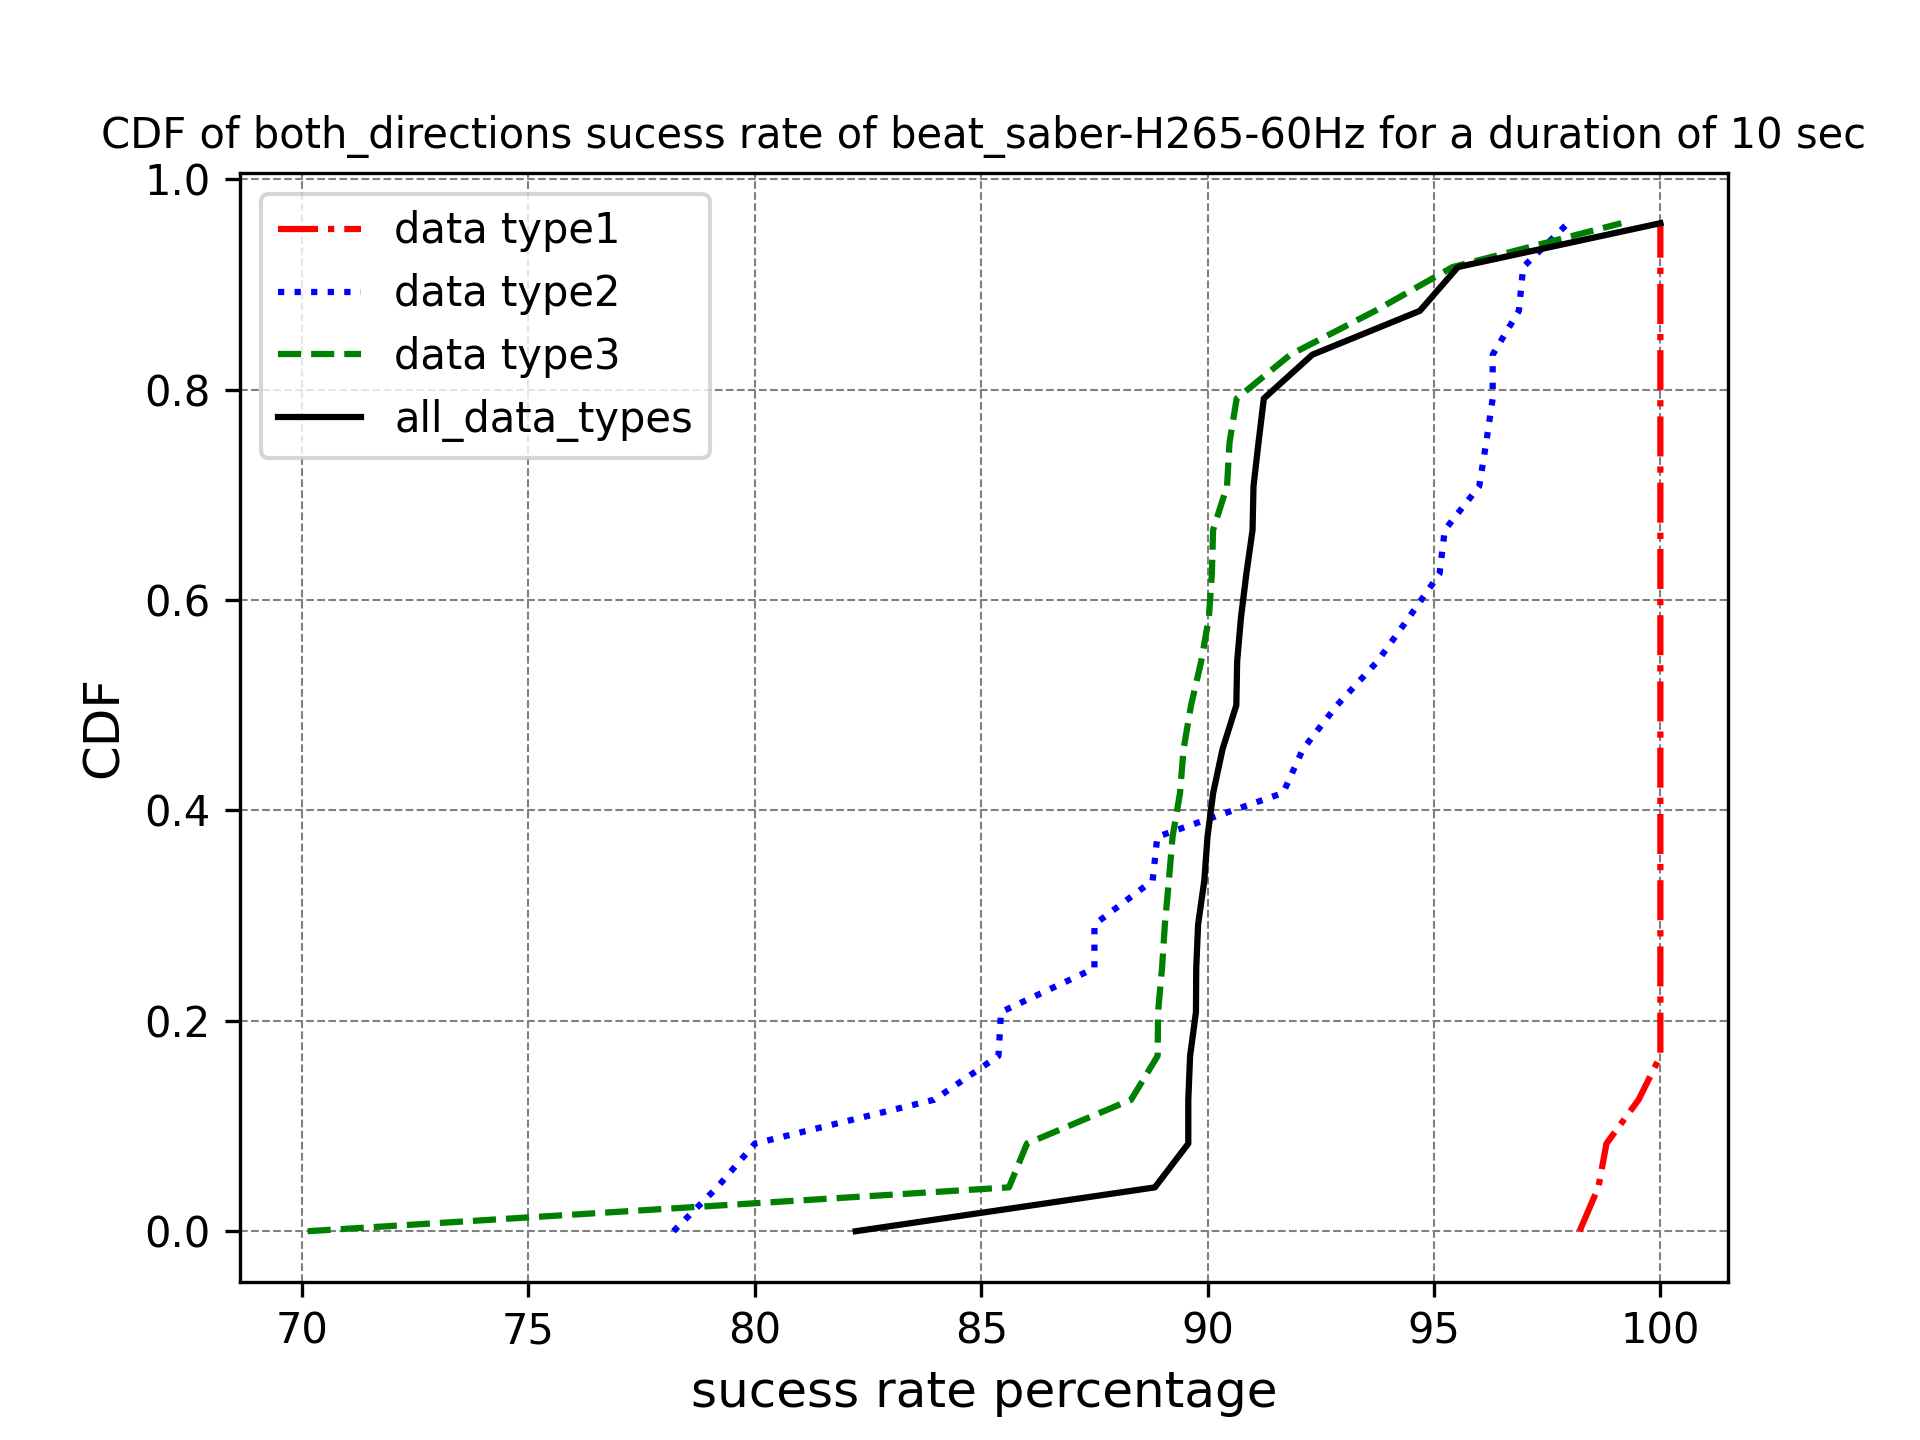 CDF of both_directions sucess rate of beat_saber-H265-60Hz for a duration of 10 sec
data type1
data type2
data type3
all_data_types
CDF
1.0
0.8
0.6
0.4
0.2
0.0
70 75 80 85 90 95 100
sucess rate percentage